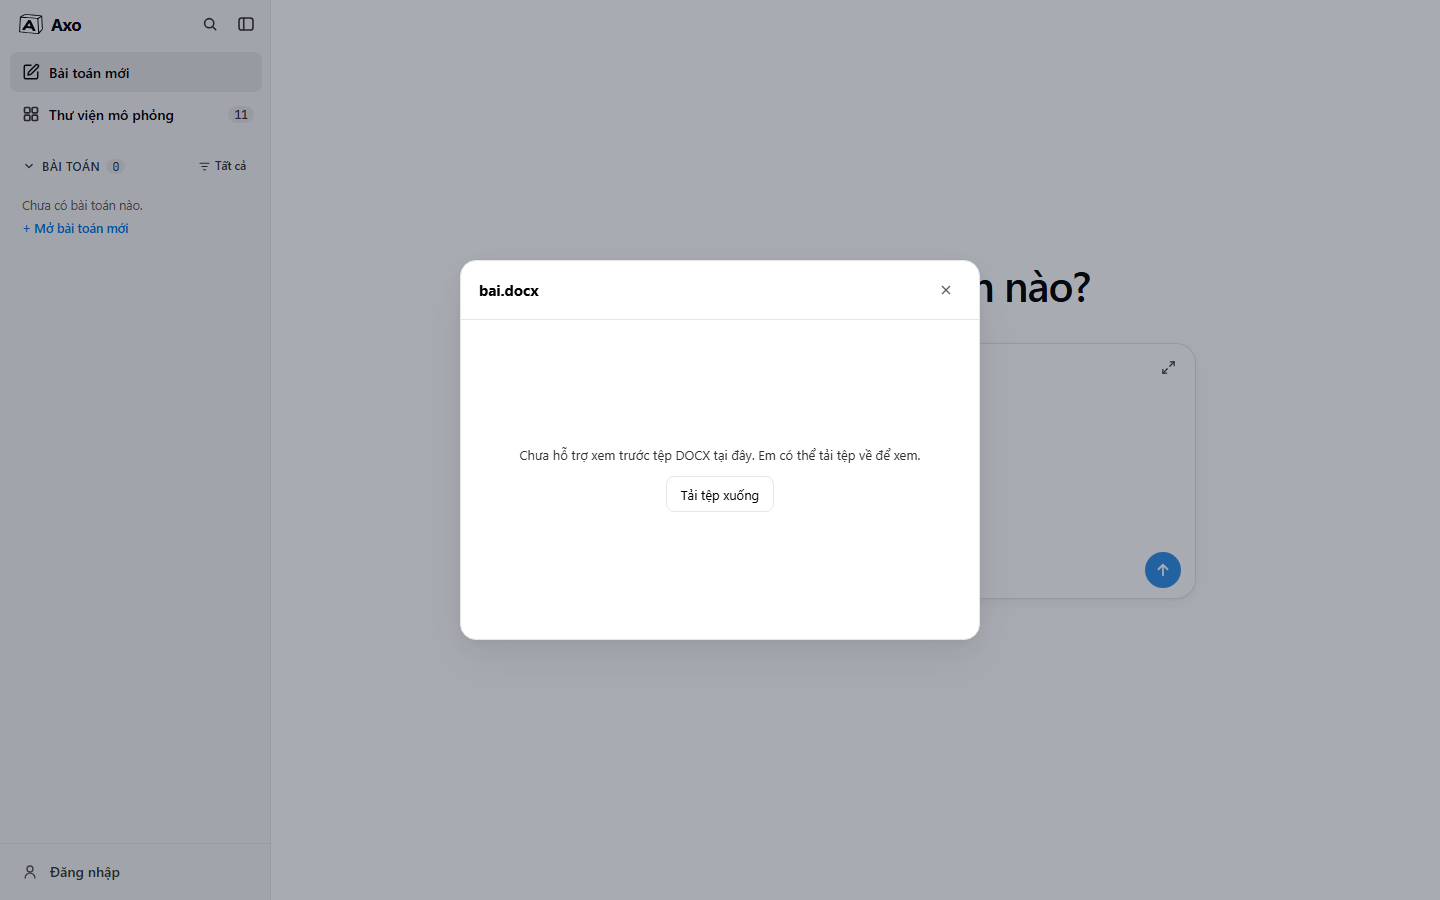 Axo
Bài toán mới
Thư viện mô phỏng 11
BÀI TOÁN 0 Tất cả
Chưa có bài toán nào.
+ Mở bài toán mới
nào?
bai.docx
Chưa hỗ trợ xem trước tệp DOCX tại đây. Em có thể tải tệp về để xem.
Tải tệp xuống
Đăng nhập